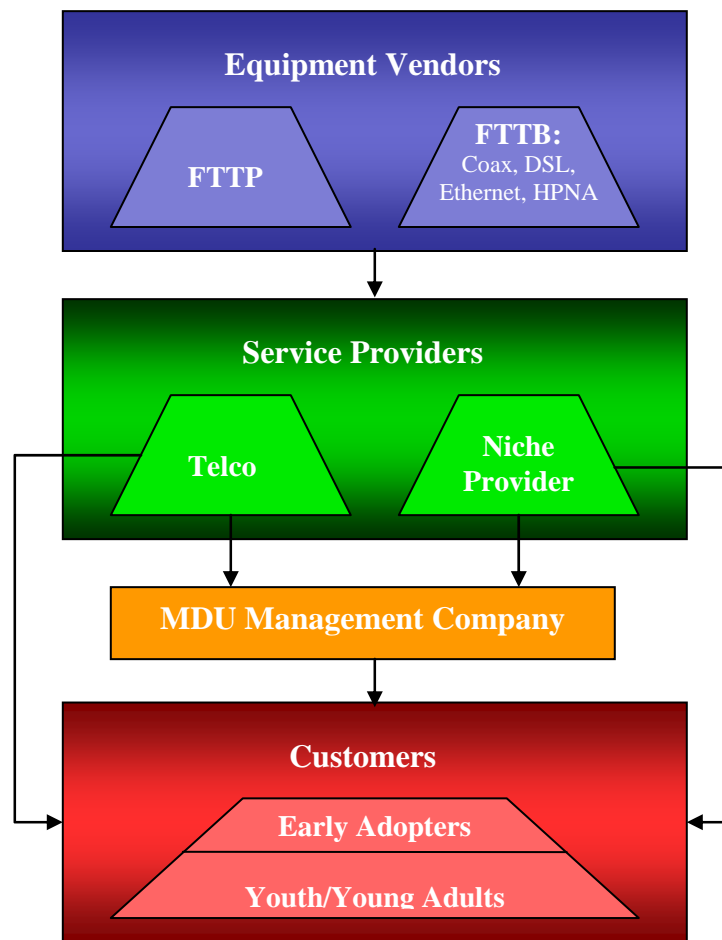 Equipment Vendors
FTTP
FTTB:
Coax, DSL,
Ethernet, HPNA
Service Providers
Telco
Niche
Provider
MDU Management Company
Customers
Early Adopters
Youth/Young Adults